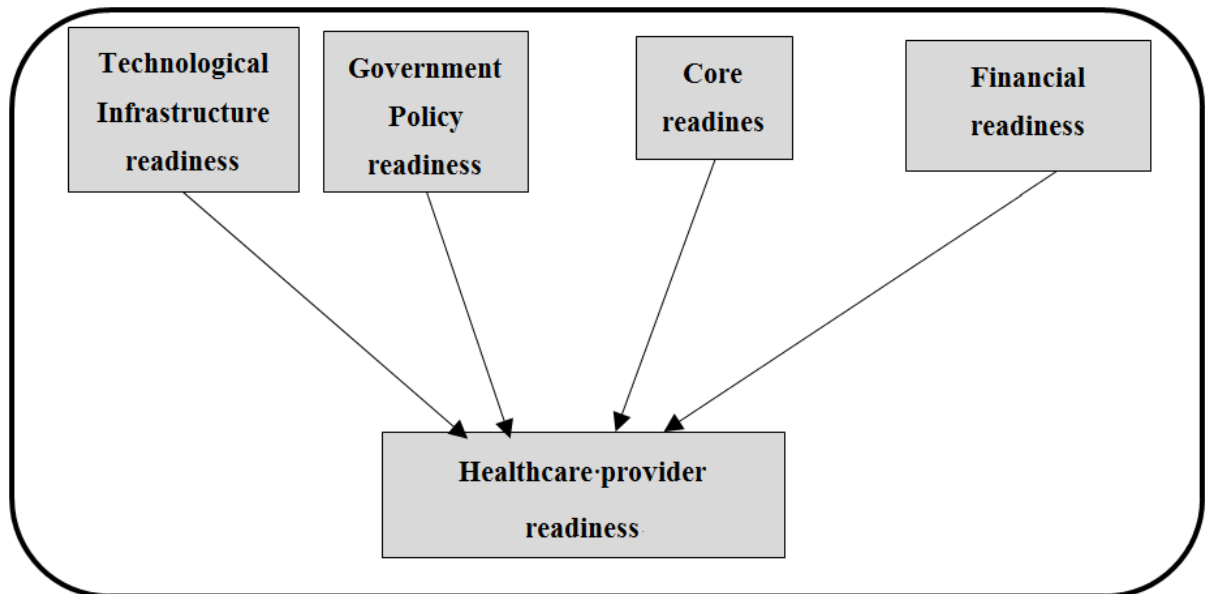 Technological
Infrastructure
readiness
Government
Policy
readiness
Core
readines
Financial
readiness
Healthcare·provider
readiness